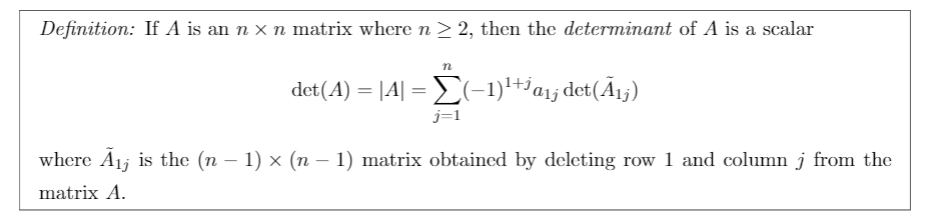 Definition: If A is an n × n matrix where n ≥ 2, then the determinant of A is a scalar
det(A) = |A| = \sum_{j=1}^{n} (-1)^{1+j} a_{1j} det(Ã_{1j})
where Ã_{1j} is the (n − 1) × (n − 1) matrix obtained by deleting row 1 and column j from the
matrix A.